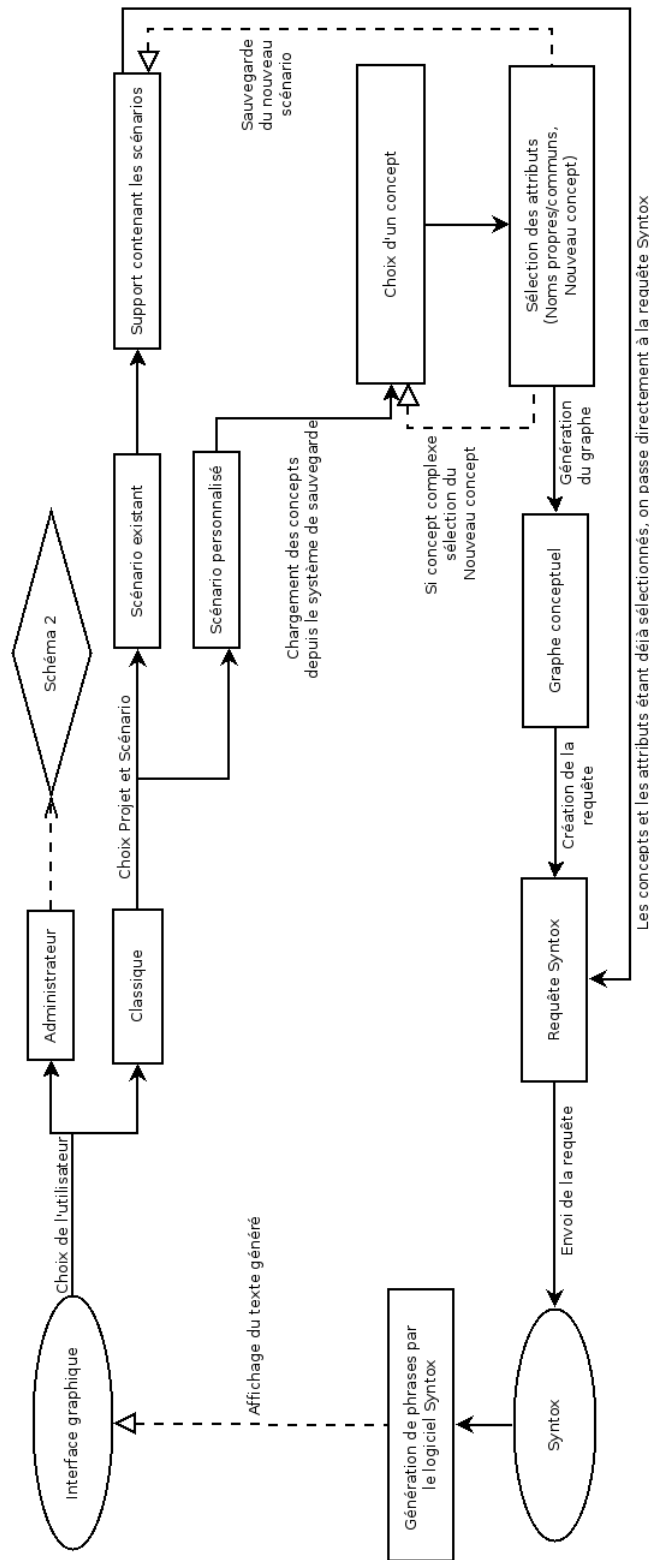 Interface graphique
Choix de l'utilisateur
Administrateur
Schéma 2
Classique
Choix Projet et Scénario
Scénario existant
Support contenant les scénarios
Scénario personnalisé
Chargement des concepts
depuis le système de sauvegarde
Sauvegarde
du nouveau
scénario
Choix d'un concept
Si concept complexe
sélection du
Nouveau concept
Sélection des attributs
(Noms propres/communs,
Nouveau concept)
Génération
du graphe
Graphe conceptuel
Création de la
requête
Requête Syntox
Les concepts et les attributs étant déjà sélectionnés, on passe directement à la requête Syntox
Envoi de la requête
Syntox
Génération de phrases par
le logiciel Syntox
Affichage du texte généré